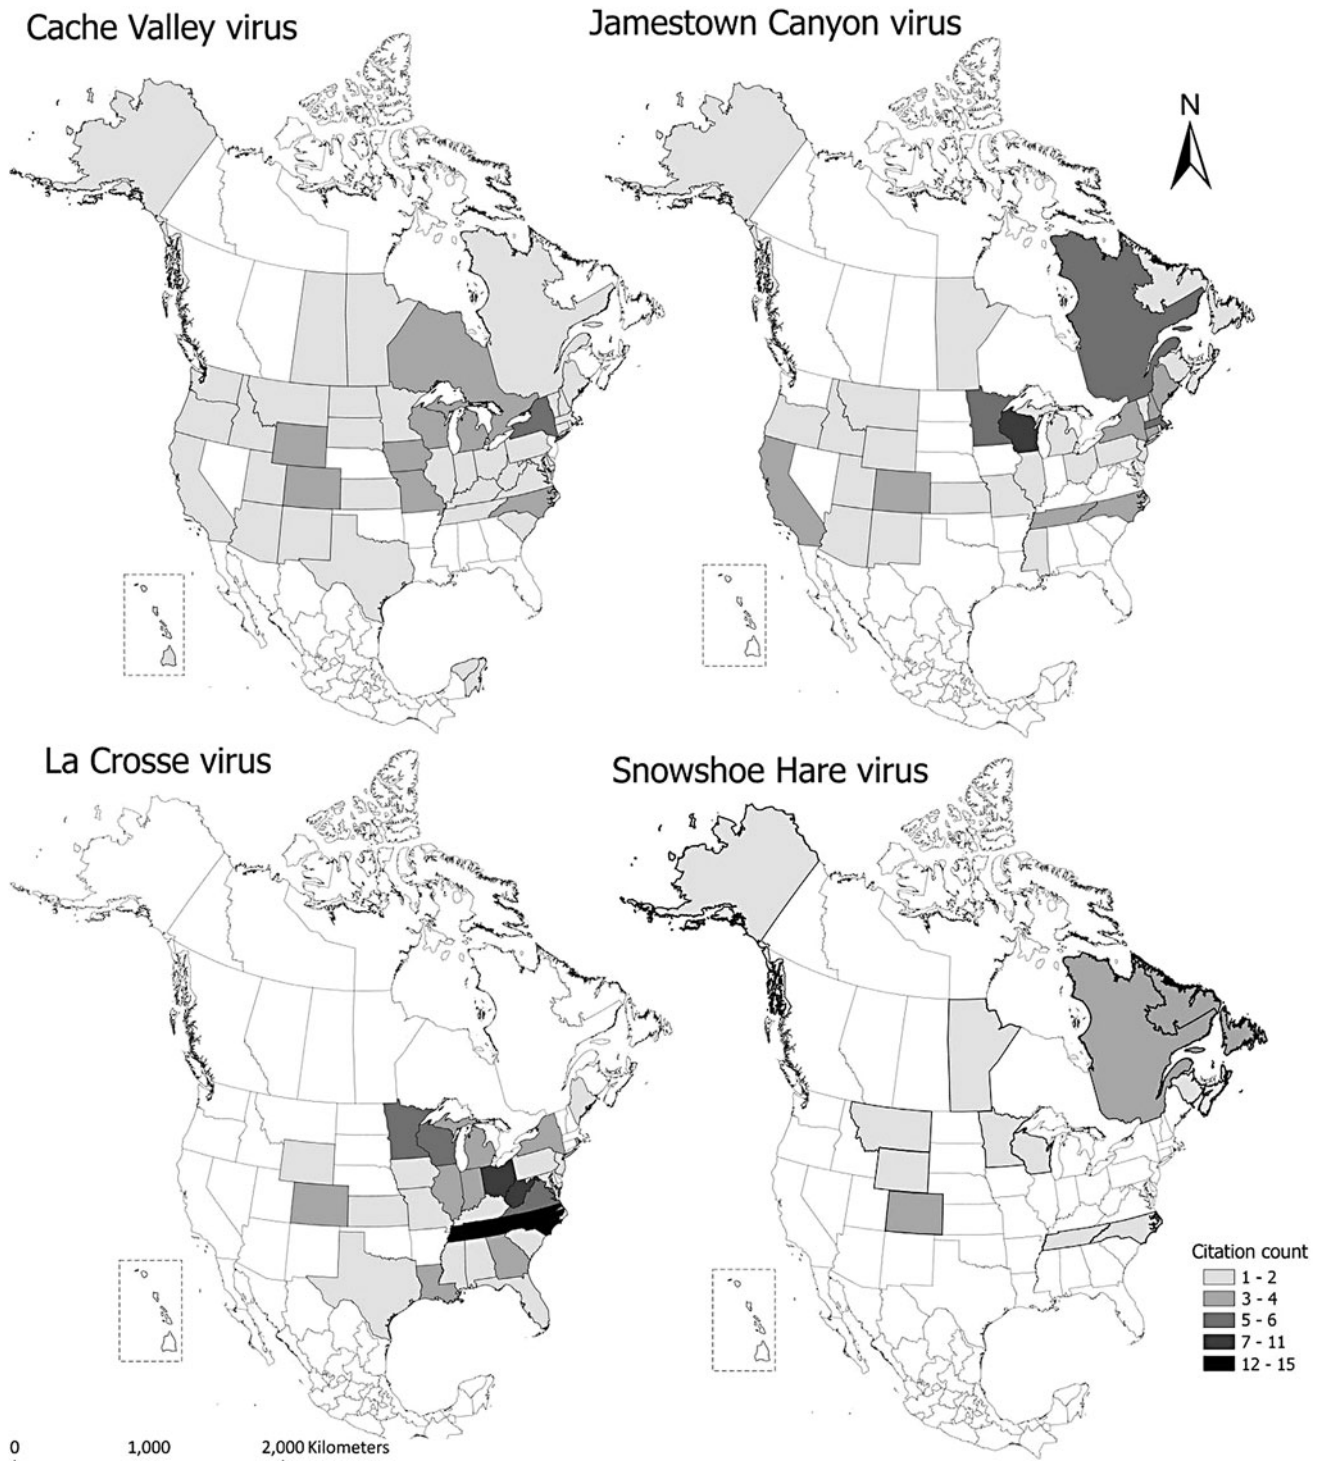 Cache Valley virus
Jamestown Canyon virus
N
La Crosse virus
Snowshoe Hare virus
Citation count
1 - 2
3 - 4
5 - 6
7 - 11
12 - 15
0 1,000 2,000 Kilometers